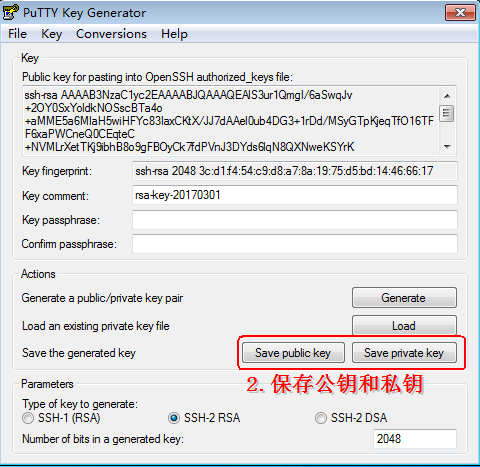 PuTTY Key Generator
File Key Conversions Help
Key
Public key for pasting into OpenSSH authorized_keys file:
ssh-rsa AAAAB3NzaC1yc2EAAAABJQAAAQEAlS3ur1QmgI/6aSwqJv
+2OY0SxYoldkNOSscBTa4o
+aMME5a6MlaH5wiHFYc83laxCKtX/JJ7dAAel0ub4DG3+1rDd/MSyGTpKjeqTfO16TF
F6xaPWCneQ0CEqteC
+NVMLrXetTKj9ibhB8o9gFBOyCk7fdPVnJ3DYds6lqN8QXNweKSYrK
Key fingerprint: ssh-rsa 2048 3c:d1:f4:54:c9:d8:a7:8a:19:75:d5:bd:14:46:66:17
Key comment: rsa-key-20170301
Key passphrase:
Confirm passphrase:
Actions
Generate a public/private key pair Generate
Load an existing private key file Load
Save the generated key Save public key Save private key
2. 保存公钥和私钥
Parameters
Type of key to generate:
SSH-1 (RSA) SSH-2 RSA SSH-2 DSA
Number of bits in a generated key: 2048